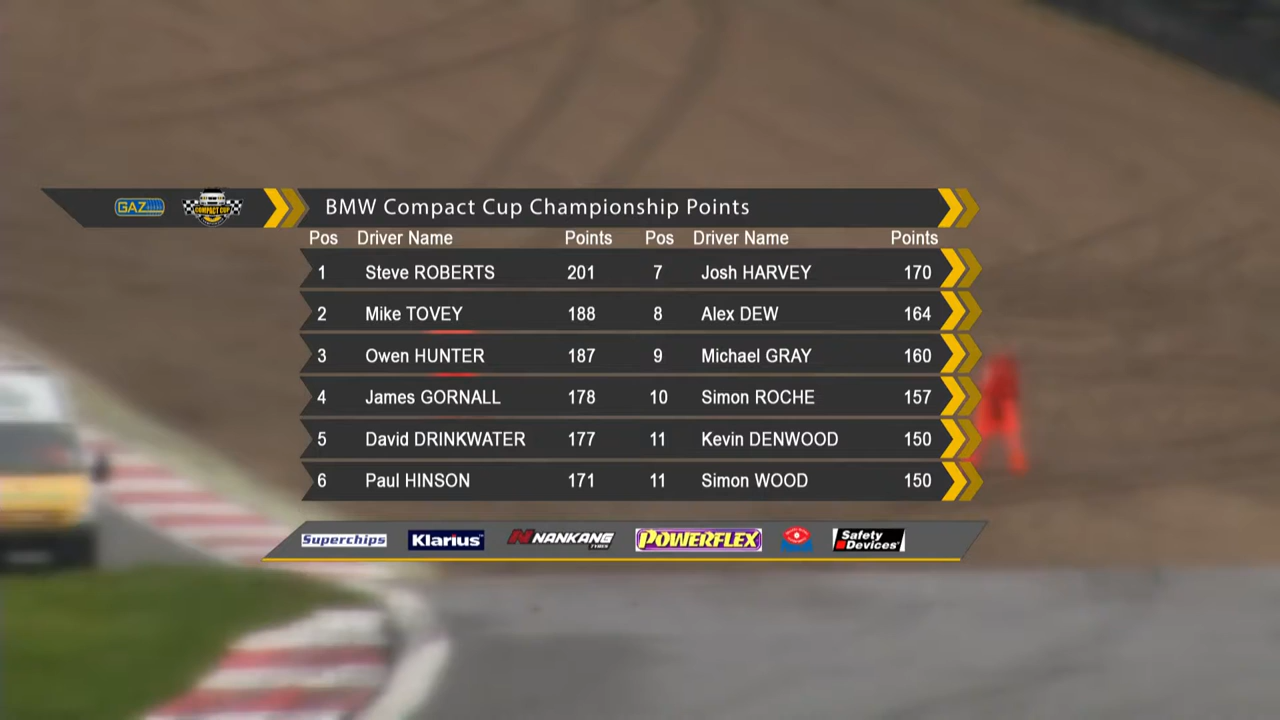 GAZ
COMPACT CUP
BMW Compact Cup Championship Points
Pos Driver Name Points Pos Driver Name Points
1 Steve ROBERTS 201 7 Josh HARVEY 170
2 Mike TOVEY 188 8 Alex DEW 164
3 Owen HUNTER 187 9 Michael GRAY 160
4 James GORNALL 178 10 Simon ROCHE 157
5 David DRINKWATER 177 11 Kevin DENWOOD 150
6 Paul HINSON 171 11 Simon WOOD 150
Superchips Klarius NANKANG TYRES POWERFLEX Safety Devices